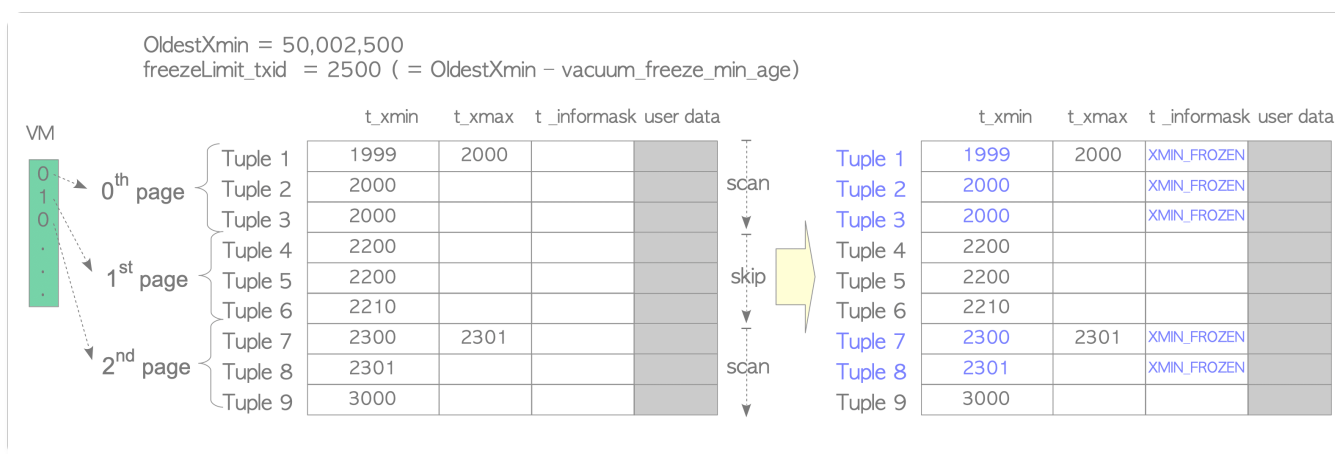 OldestXmin = 50,002,500
freezeLimit_txid = 2500 ( = OldestXmin − vacuum_freeze_min_age)
t_xmin t_xmax t _informask user data t_xmin t_xmax t _informask user data
VM
0
1
0
.
.
.
0th page
1st page
2nd page
Tuple 1 1999 2000
Tuple 2 2000
Tuple 3 2000
Tuple 4 2200
Tuple 5 2200
Tuple 6 2210
Tuple 7 2300 2301
Tuple 8 2301
Tuple 9 3000
scan
skip
scan
Tuple 1 1999 2000 XMIN_FROZEN
Tuple 2 2000 XMIN_FROZEN
Tuple 3 2000 XMIN_FROZEN
Tuple 4 2200
Tuple 5 2200
Tuple 6 2210
Tuple 7 2300 2301 XMIN_FROZEN
Tuple 8 2301 XMIN_FROZEN
Tuple 9 3000